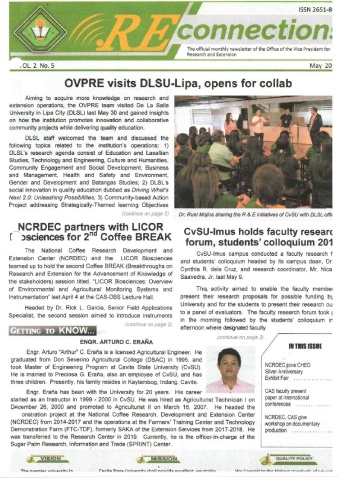 ISSN 2651-8
.RE connection
The official monthly newsletter of the Office of the Vice President for
Research and Extension
OL 2 No. 5
May 20
OVPRE visits DLSU-Lipa, opens for collab
Aiming to acquire more knowledge on research and
extension operations, the OVPRE team visited De La Salle
University in Lipa City (DLSL) last May 30 and gained insights
on how the institution promotes innovation and collaborative
community projects while delivering quality education.
DLSL staff welcomed the team and discussed the
following topics related to the institution's operations; 1)
DLSL's research agenda consist of Education and Lasallian
Studies, Technology and Engineering, Culture and Humanities,
Community Engagement and Social Development, Business
and Management, Health and Safety and Environment,
Gender and Development and Batangas Studies; 2) DLSL's
social innovation in quality education dubbed as Driving What's
Next 2.0: Unleashing Possibilities; 3) Community-based Action
Project addressing Strategically-Themed learning Objectives
(continue on page 2)
Dr. Ruel Mojica sharing the R & E initiatives of CvSU with DLSL offic
NCRDEC partners with LICOR
osciences for 2nd Coffee BREAK
The National Coffee Research Development and
Extension Center (NCRDEC) and the LICOR Biosciences
teamed up to hold the second Coffee BREAK (Breakthroughs on
Research and Extension for the Advancement of Knowledge of
the stakeholders) session titled, "LICOR Biosciences: Overview
of Environmental and Agricultural Monitoring Systems and
Instrumentation" last April 4 at the CAS-DBS Lecture Hall.
Headed by Dr. Rick L. Garcia, Senior Field Applications
Specialist, the second session aimed to introduce instruments
(continue on page 2)
CvSU-Imus holds faculty researc
forum, students' colloquium 201
CvSU-Imus campus conducted a faculty research f
and students colloquium headed by its campus dean, Dr
Cynthia R. dela Cruz, and research coordinator, Mr. Nica
Saandra, Jr. last May 9.
This activity aimed to enable the faculty membe
present their research proposals for possible funding by
University and for the students to present their research ou
to a panel of evaluators. The faculty research forum took p
in the morning followed by the students' colloquium in
afternoon where designated faculty
(continue on page 3)
GETTING TO KNOW...
ENGR. ARTURO C. ERAÑA
Engr. Arturo "Arthur" C. Eraña is a licensed Agricultural Engineer. He
graduated from Don Severino Agricultural College (DSAC) in 1995, and
took Master of Engineering Program at Cavite State University (CvSU).
He is married to Preciosa G. Eraña, also an employee of CvSU, and has
three children. Presently, his family resides in Kaytambog, Indang, Cavite.
Engr. Eraña has been with the University for 20 years. His career
started as an Instructor in 1999 - 2000 in CvSU. He was hired as Agricultural Technician I on
December 26, 2000 and promoted to Agriculturist II on March 16, 2007. He headed the
onstration project at the National Coffee Research, Development and Extension Center
(NCRDEC) from 2014-2017 and the operations at the Farmers' Training Center and Technology
Demonstration Farm (FTC-TDF), formerly SAKA of the Extension Services from 2017-2018. He
was transferred to the Research Center in 2019. Currently, he is the officer-in-charge of the
Sugar Palm Research, Information and Trade (SPRINT) Center.
IN THIS ISSUE
NCRDEC joins CHED
Silver Anniversary
Exhibit Fair
CAS faculty present
paper at international
conferences
NCRDEC, CAS give
workshop on documentary
production
VISION
MISSION
QUALITY POLICY
The premier university in
Cavite State University shall provide excellent, equitable